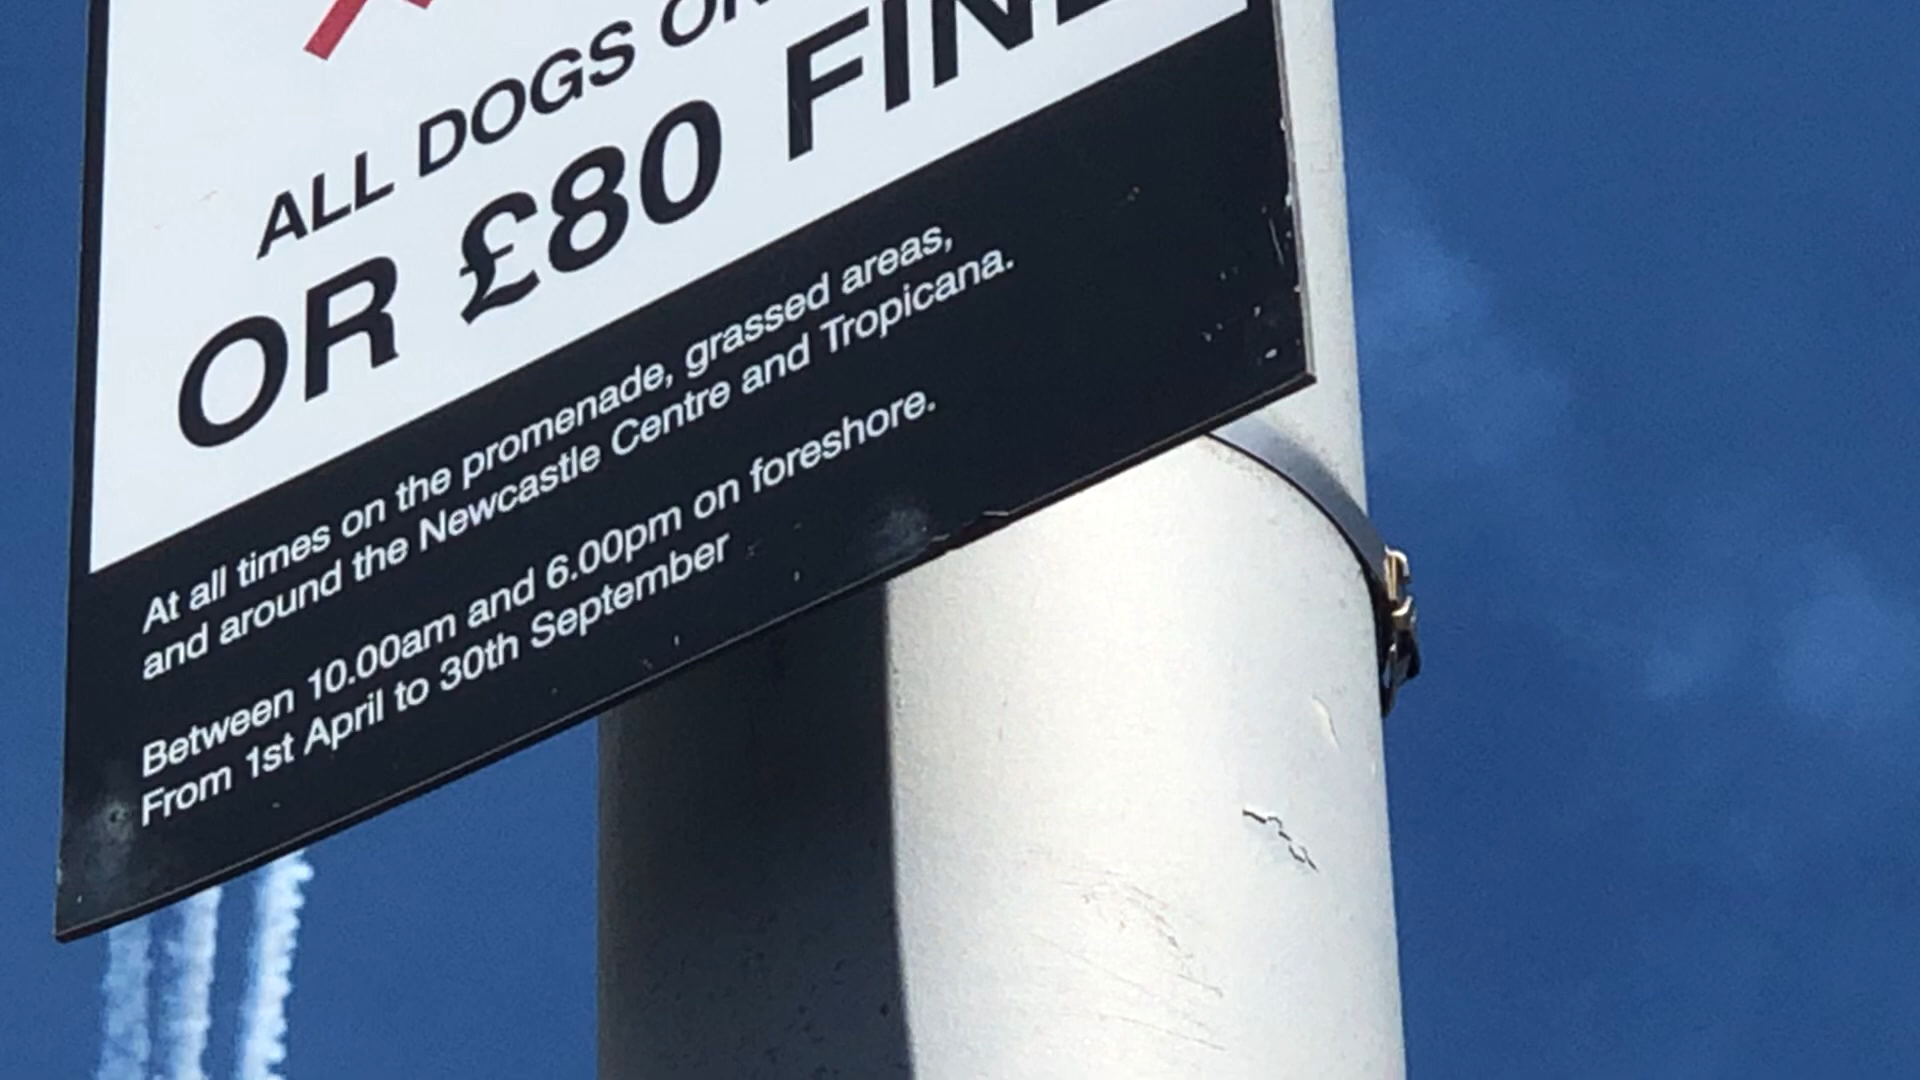 ALL DOGS
OR £80 FINE
At all times on the promenade, grassed areas,
and around the Newcastle Centre and Tropicana.
Between 10.00am and 6.00pm on foreshore.
From 1st April to 30th September